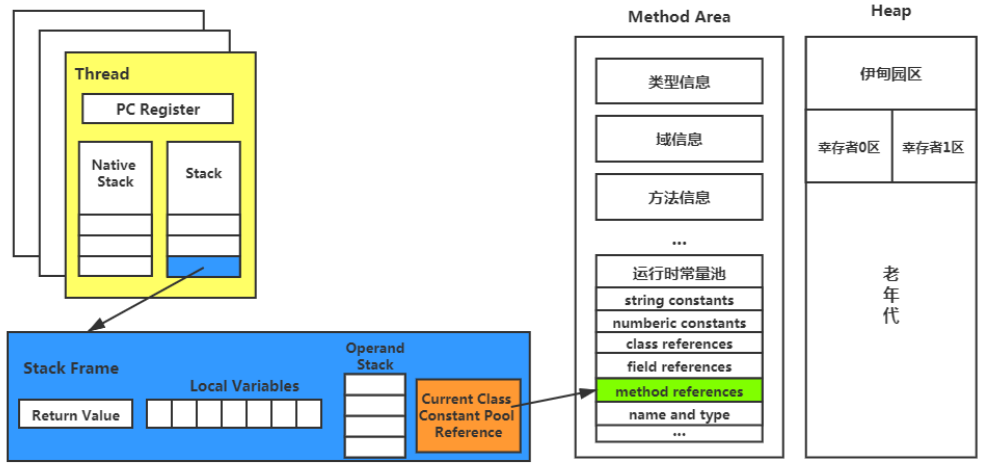 Thread
PC Register
Native
Stack
Stack
Stack Frame
Return Value
Local Variables
Operand
Stack
Current Class
Constant Pool
Reference
Method Area
类型信息
域信息
方法信息
...
运行时常量池
string constants
numberic constants
class references
field references
method references
name and type
...
Heap
伊甸园区
幸存者0区
幸存者1区
老
年
代